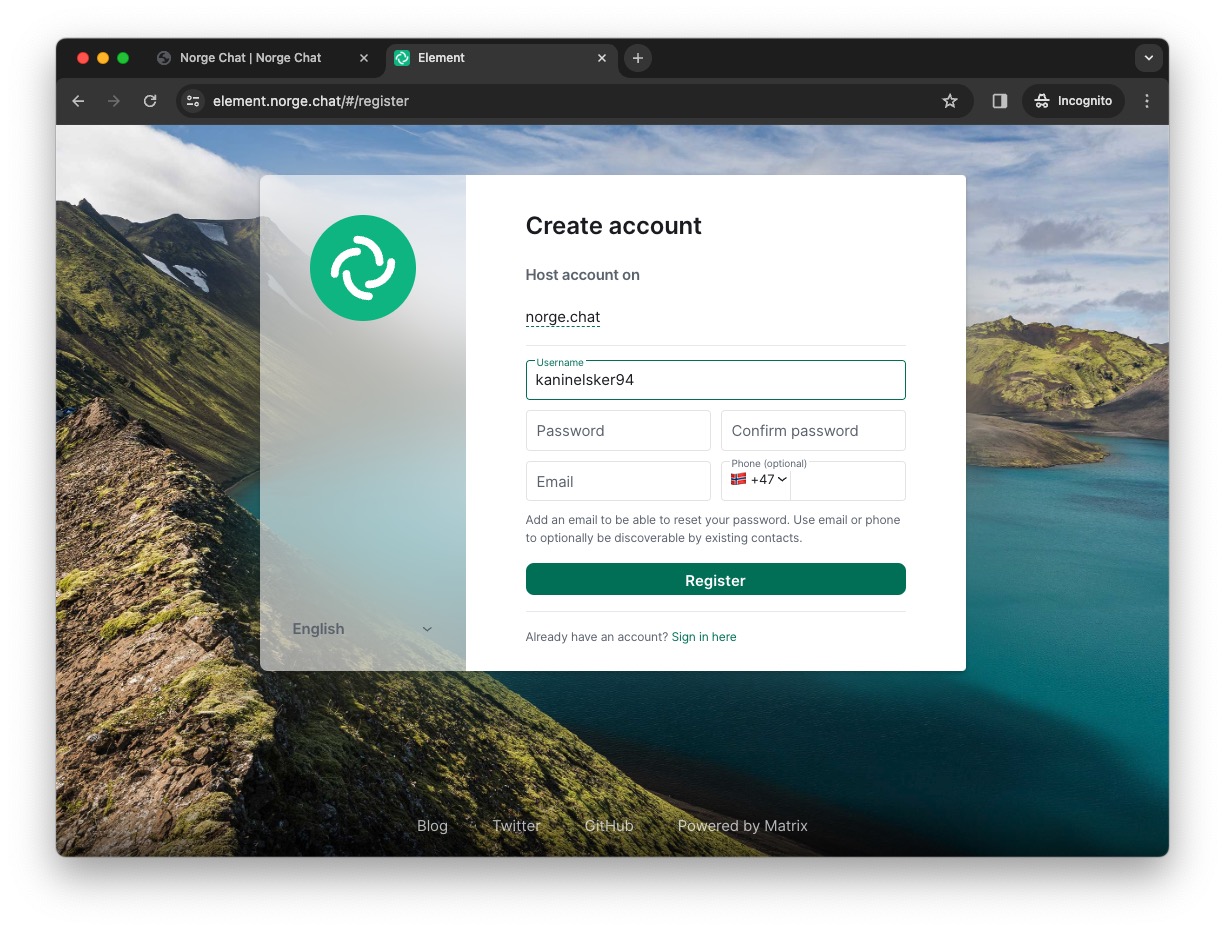 Norge Chat | Norge Chat
Element
element.norge.chat/#/register
Incognito
Create account
Host account on
norge.chat
Username
kaninelsker94
Password
Confirm password
Email
Phone (optional)
+47
Add an email to be able to reset your password. Use email or phone
to optionally be discoverable by existing contacts.
Register
Already have an account? Sign in here
English
Blog
Twitter
GitHub
Powered by Matrix